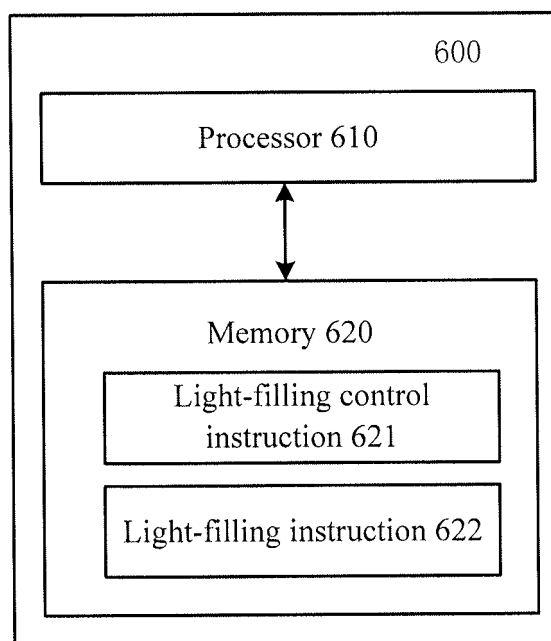 600
Processor 610
Memory 620
Light-filling control
instruction 621
Light-filling instruction 622